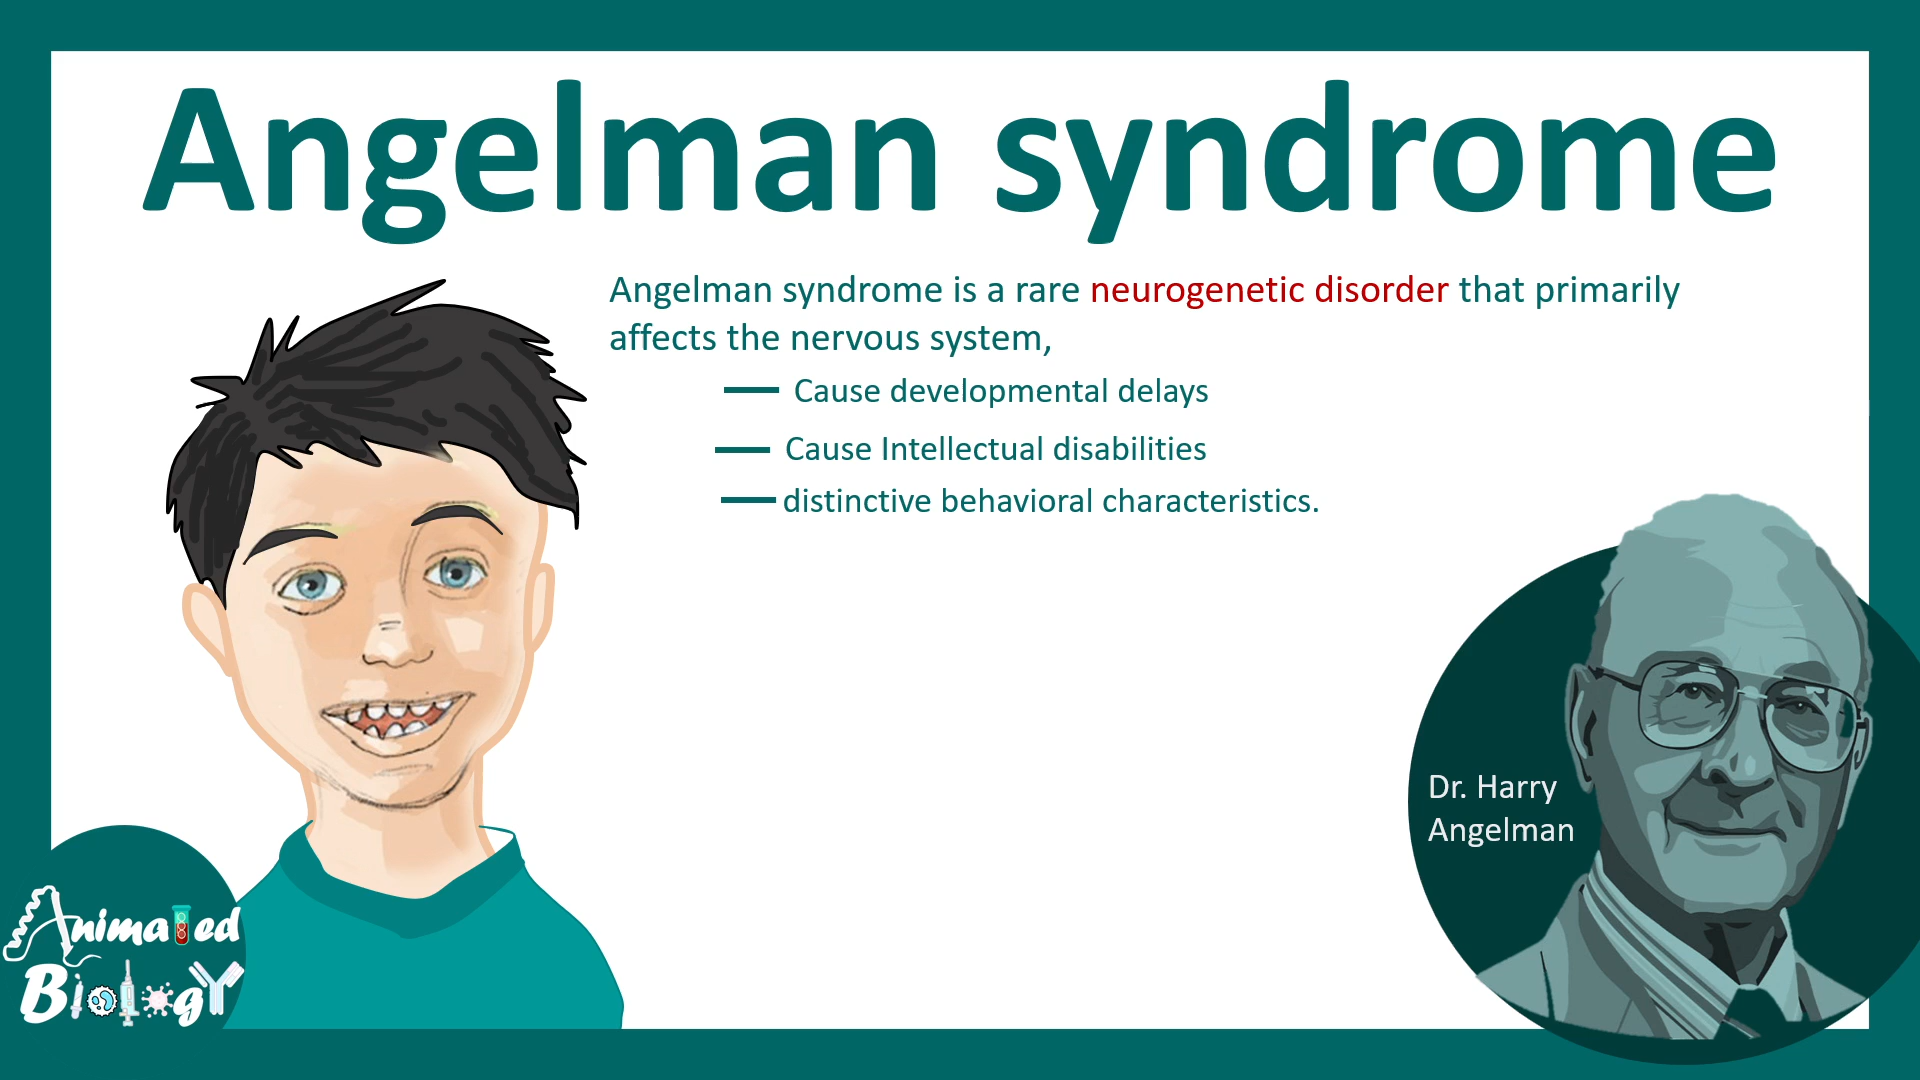 Angelman syndrome
Angelman syndrome is a rare neurogenetic disorder that primarily
affects the nervous system,
Cause developmental delays
Cause Intellectual disabilities
distinctive behavioral characteristics.
Dr. Harry
Angelman
Animated
Biology